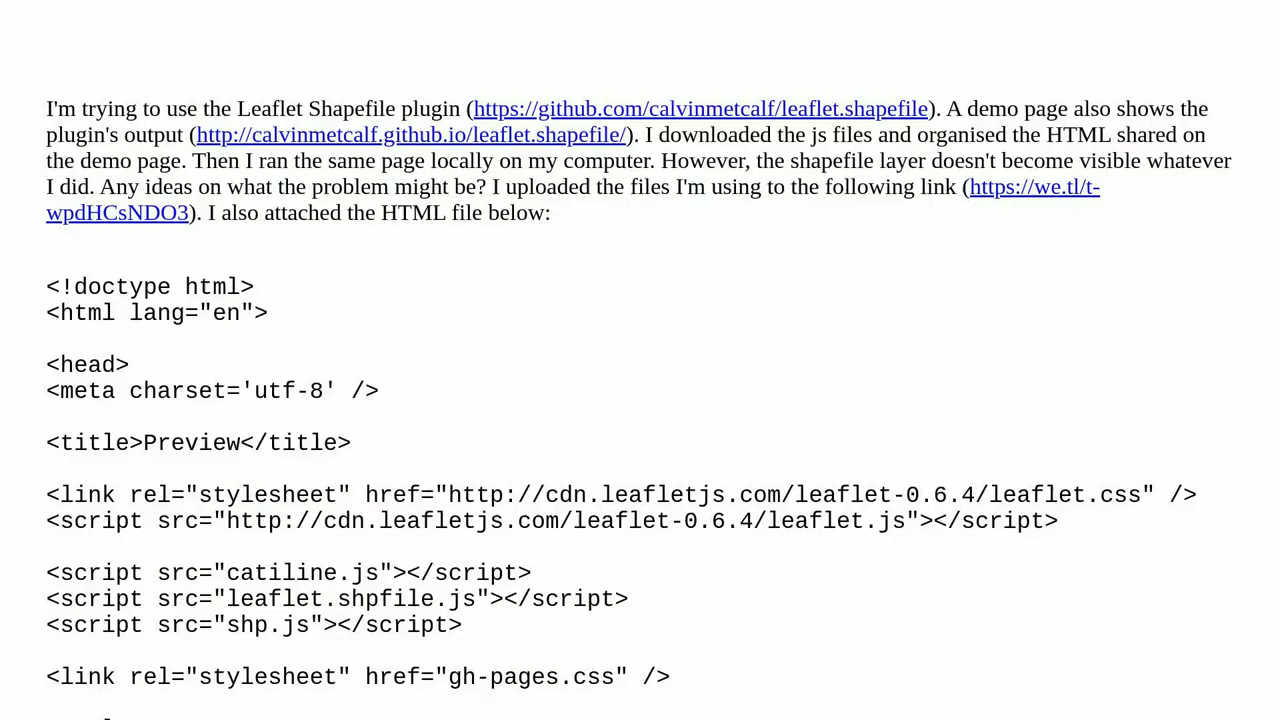 I'm trying to use the Leaflet Shapefile plugin (https://github.com/calvinmetcalf/leaflet.shapefile). A demo page also shows the
plugin's output (http://calvinmetcalf.github.io/leaflet.shapefile/). I downloaded the js files and organised the HTML shared on
the demo page. Then I ran the same page locally on my computer. However, the shapefile layer doesn't become visible whatever
I did. Any ideas on what the problem might be? I uploaded the files I'm using to the following link (https://we.tl/t-
wpdHCsNDO3). I also attached the HTML file below:
<!doctype html>
<html lang="en">
<head>
<meta charset='utf-8' />
<title>Preview</title>
<link rel="stylesheet" href="http://cdn.leafletjs.com/leaflet-0.6.4/leaflet.css" />
<script src="http://cdn.leafletjs.com/leaflet-0.6.4/leaflet.js"></script>
<script src="catiline.js"></script>
<script src="leaflet.shpfile.js"></script>
<script src="shp.js"></script>
<link rel="stylesheet" href="gh-pages.css" />